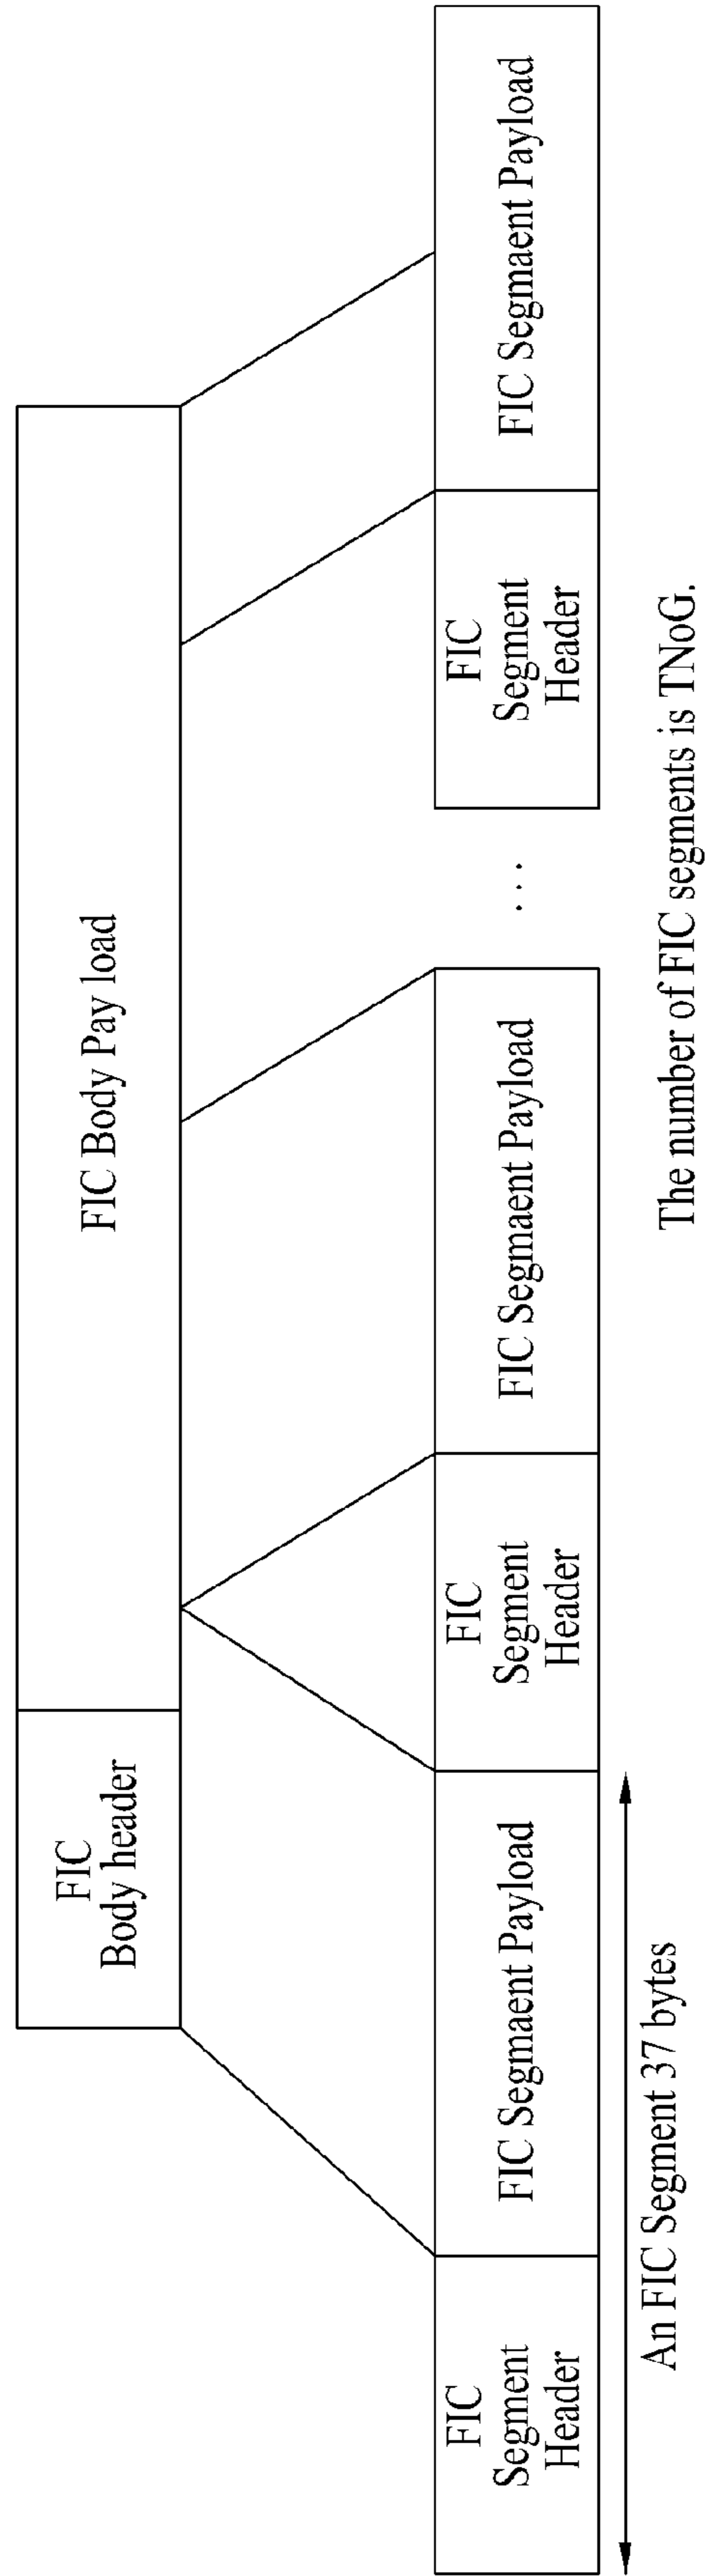 FIC
Body header
FIC Body Pay load
FIC
Segment
Header
FIC Segmaent Payload
FIC
Segment
Header
FIC Segmaent Payload
...
FIC
Segment
Header
FIC Segmaent Payload
An FIC Segment 37 bytes
The number of FIC segments is TNoG.